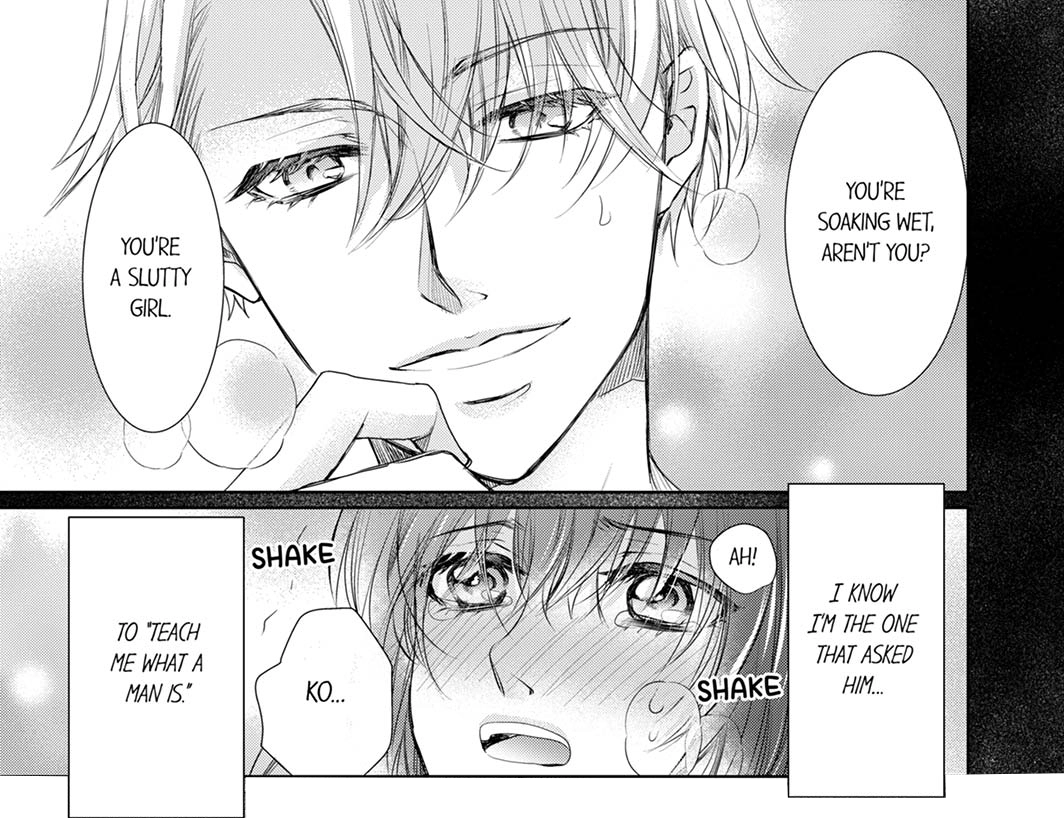 YOU'RE
SOAKING WET,
AREN'T YOU?
YOU'RE
A SLUTTY
GIRL.
I KNOW
I'M THE ONE
THAT ASKED
HIM...
AH!
SHAKE
SHAKE
KO...
TO "TEACH
ME WHAT A
MAN IS."